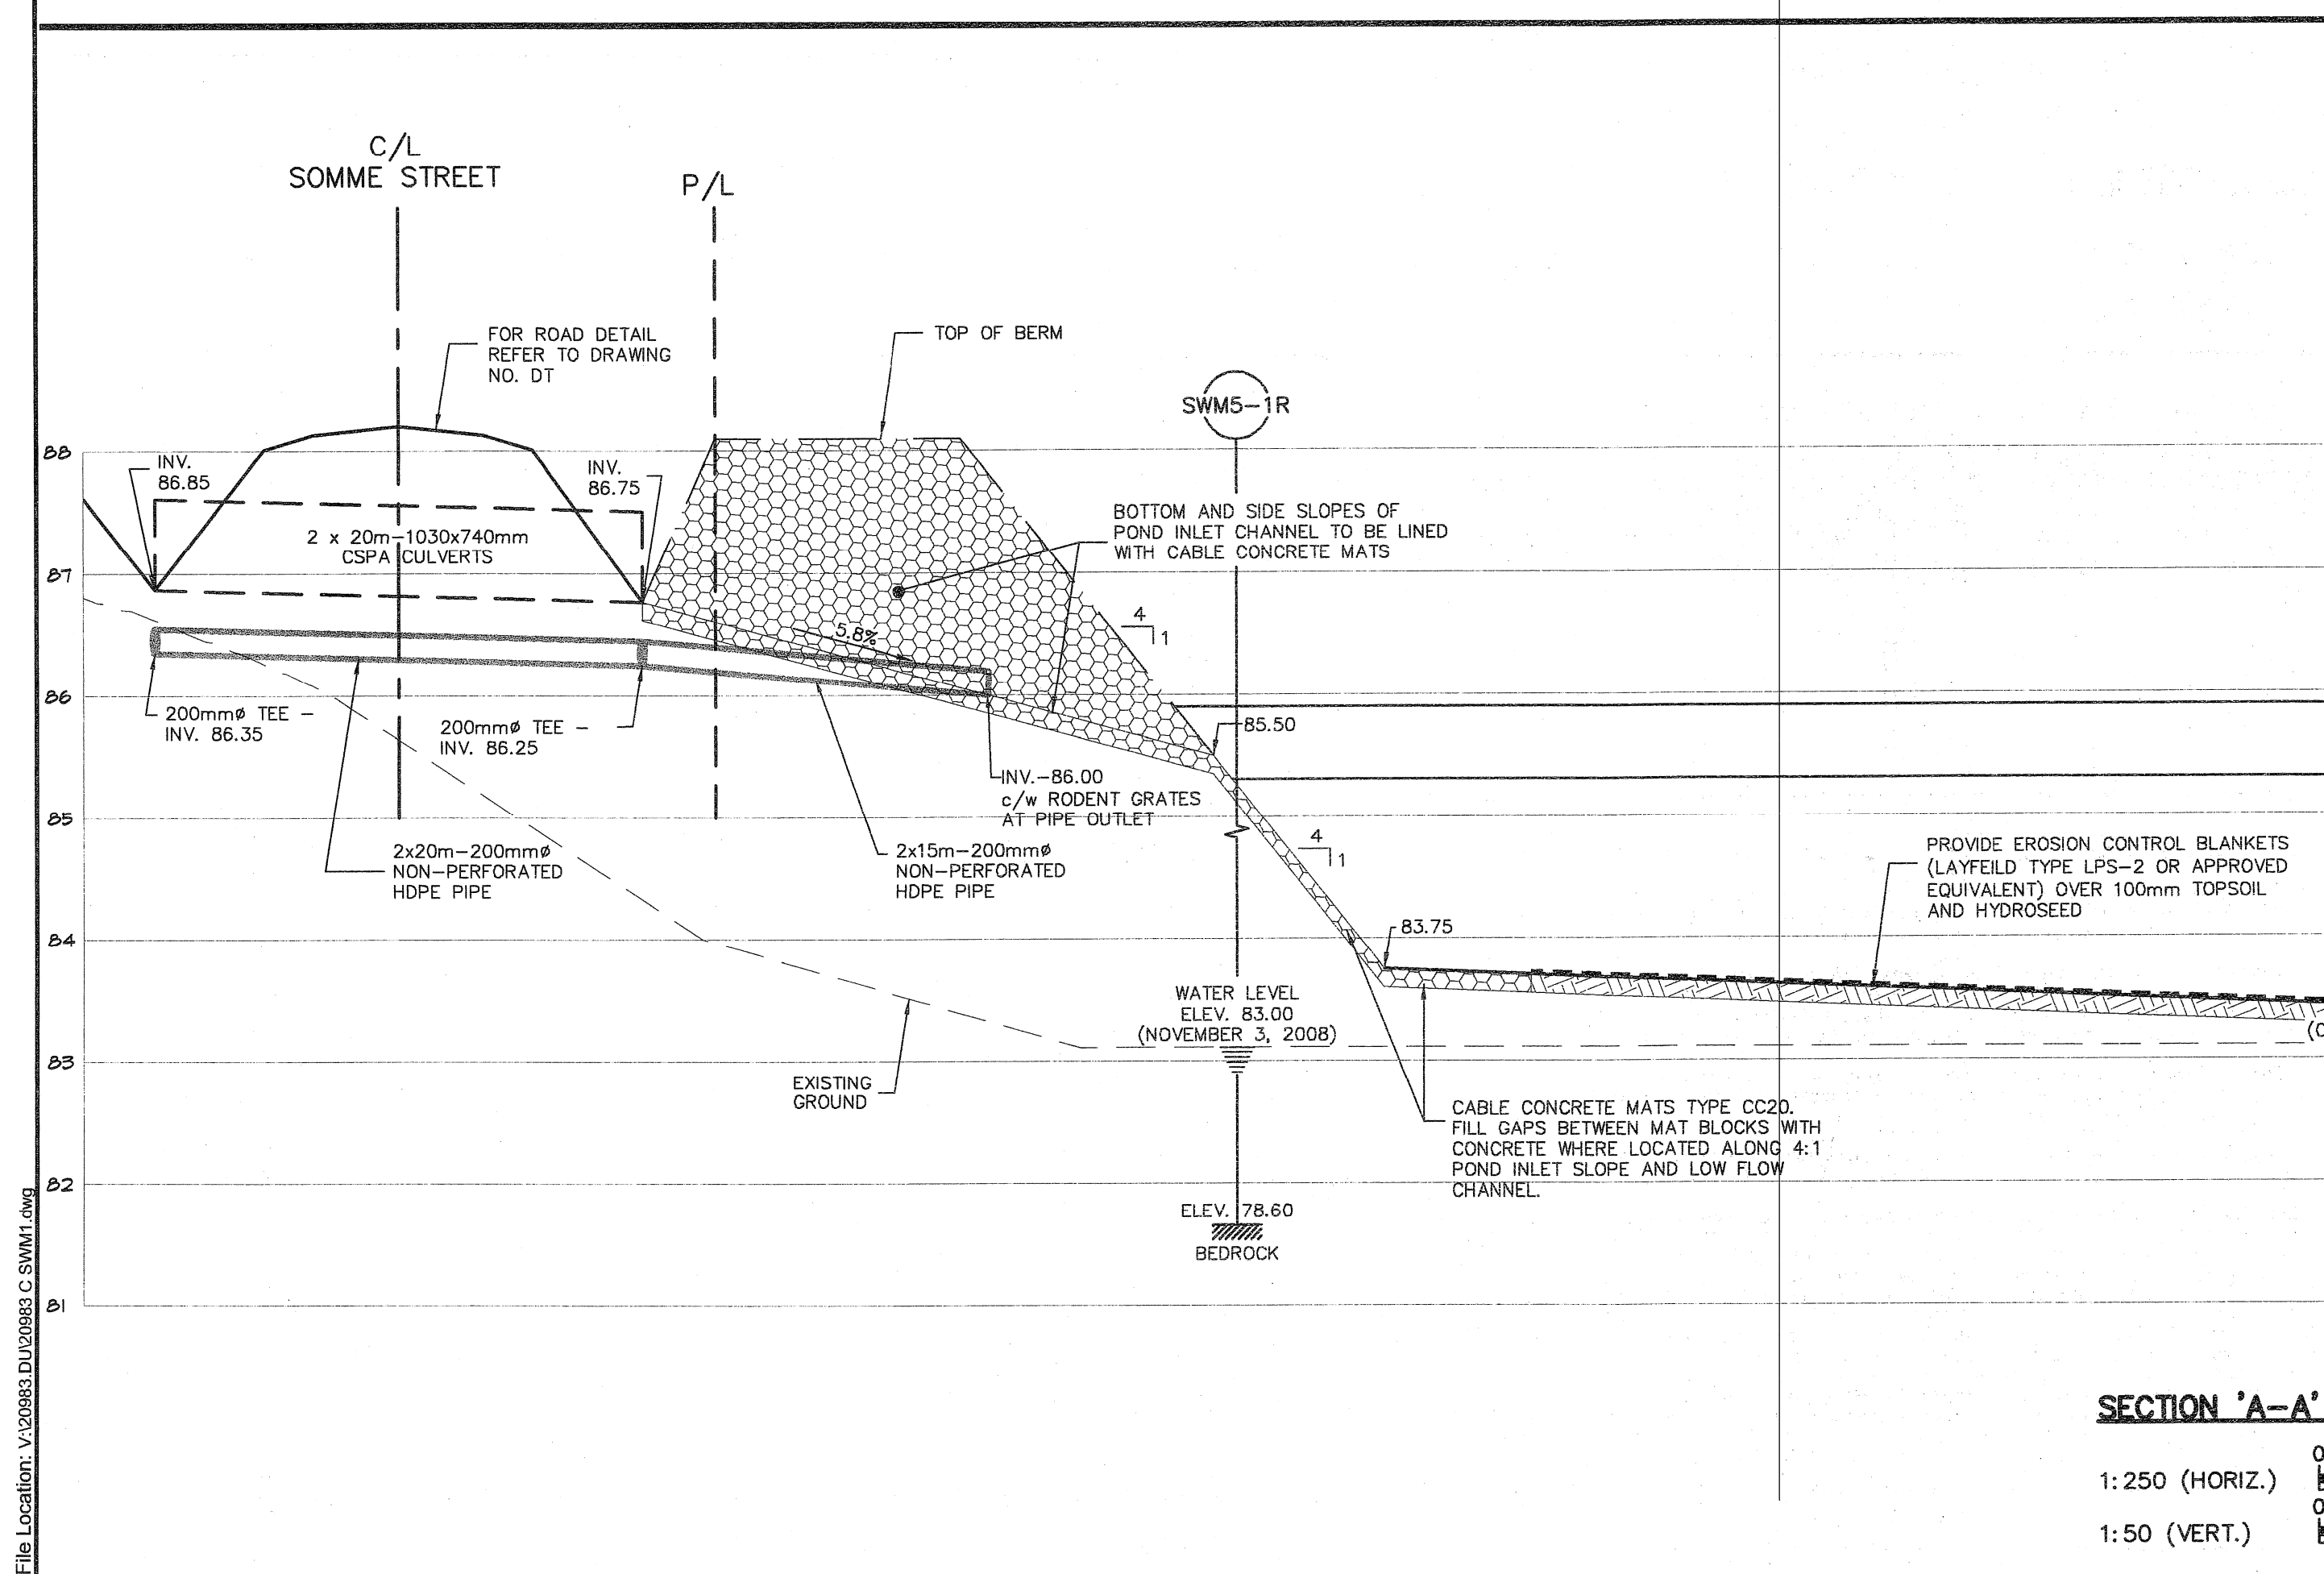 C/L
SOMME STREET
P/L
FOR ROAD DETAIL
REFER TO DRAWING
NO. DT
TOP OF BERM
SWM5-1R
88
INV.
86.85
INV.
86.75
2 x 20m-1030x740mm
CSPA CULVERTS
BOTTOM AND SIDE SLOPES OF
POND INLET CHANNEL TO BE LINED
WITH CABLE CONCRETE MATS
87
4
1
5.8%
86
200mmø TEE -
INV. 86.35
200mmø TEE -
INV. 86.25
85.50
INV.-86.00
c/w RODENT GRATES
AT PIPE OUTLET
85
4
1
2x20m-200mmø
NON-PERFORATED
HDPE PIPE
2x15m-200mmø
NON-PERFORATED
HDPE PIPE
PROVIDE EROSION CONTROL BLANKETS
(LAYFEILD TYPE LPS-2 OR APPROVED
EQUIVALENT) OVER 100mm TOPSOIL
AND HYDROSEED
84
83.75
WATER LEVEL
ELEV. 83.00
(NOVEMBER 3, 2008)
83
EXISTING
GROUND
CABLE CONCRETE MATS TYPE CC20.
FILL GAPS BETWEEN MAT BLOCKS WITH
CONCRETE WHERE LOCATED ALONG 4:1
POND INLET SLOPE AND LOW FLOW
CHANNEL.
82
ELEV. 78.60
BEDROCK
81
SECTION 'A-A'
1:250 (HORIZ.)
0
1:50 (VERT.)
0
File Location: V:\20983.DU\20983 C SWM1.dwg